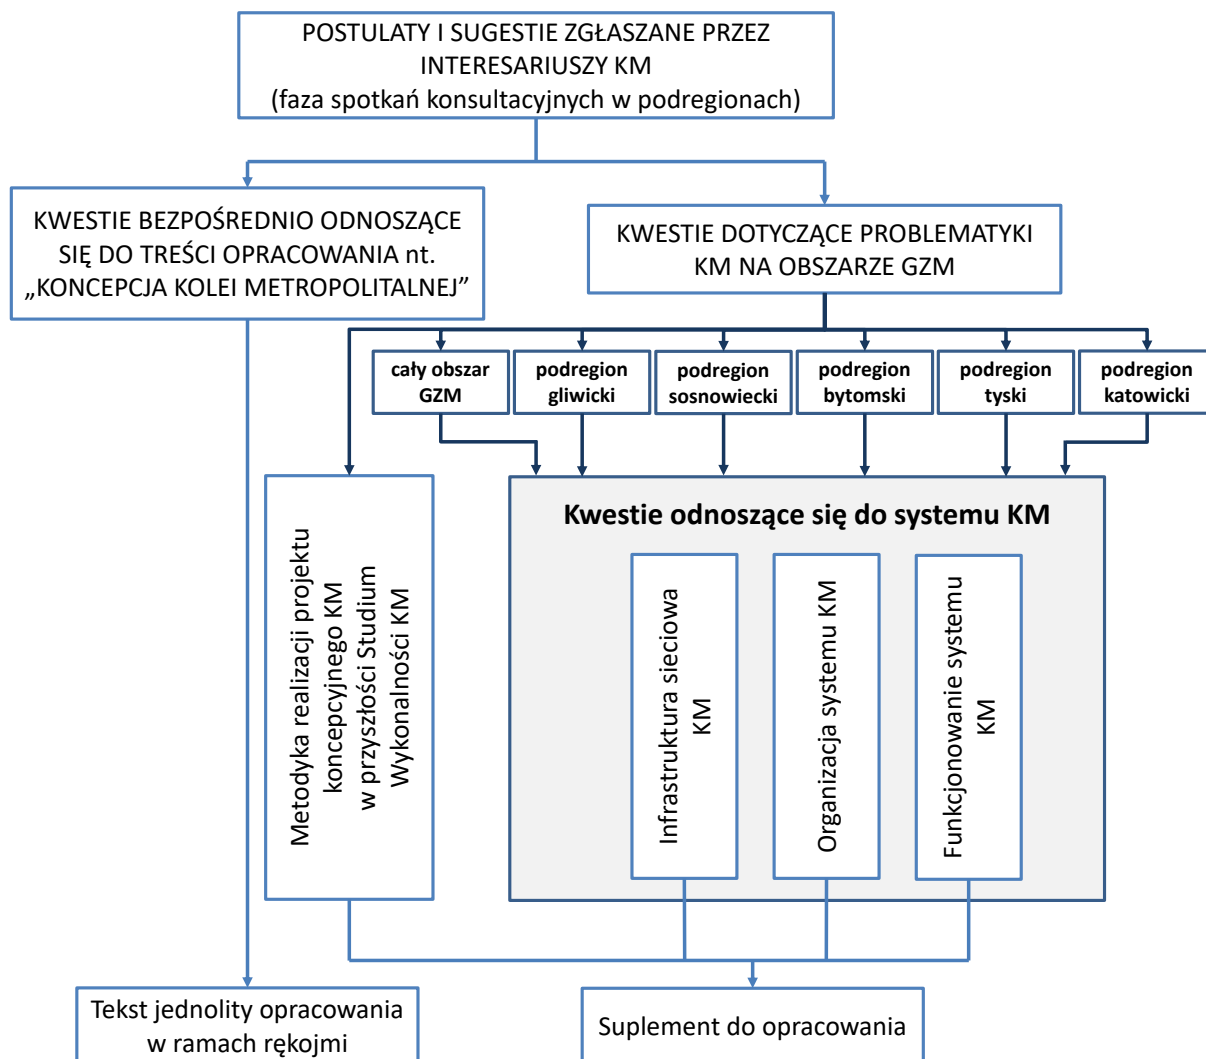 POSTULATY I SUGESTIE ZGŁASZANE PRZEZ
INTERESARIUSZY KM
(faza spotkań konsultacyjnych w podregionach)
KWESTIE BEZPOŚREDNIO ODNOSZĄCE
SIĘ DO TREŚCI OPRACOWANIA nt.
„KONCEPCJA KOLEI METROPOLITALNEJ”
KWESTIE DOTYCZĄCE PROBLEMATYKI
KM NA OBSZARZE GZM
cały obszar
GZM
podregion
gliwicki
podregion
sosnowiecki
podregion
bytomski
podregion
tyski
podregion
katowicki
Metodyka realizacji projektu
koncepcyjnego KM
w przyszłości Studium
Wykonalności KM
Kwestie odnoszące się do systemu KM
Infrastruktura sieciowa
KM
Organizacja systemu KM
Funkcjonowanie systemu
KM
Tekst jednolity opracowania
w ramach rękojmi
Suplement do opracowania